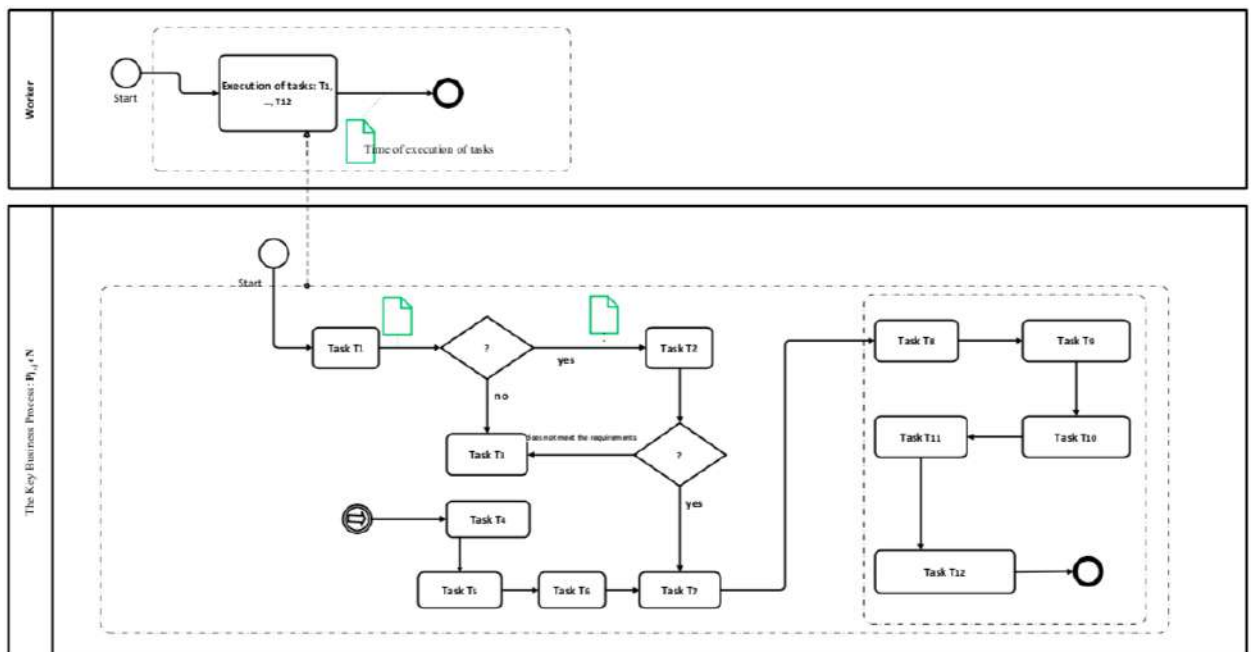 Worker
Start
Execution of tasks: T1,
..., T12
Time of execution of tasks
The Key Business Process:
Start
Task T1
?
yes
Task T2
no
Task T3
Does not meet the requirements
?
yes
Task T4
Task T5
Task T6
Task T7
Task T8
Task T9
Task T11
Task T10
Task T12